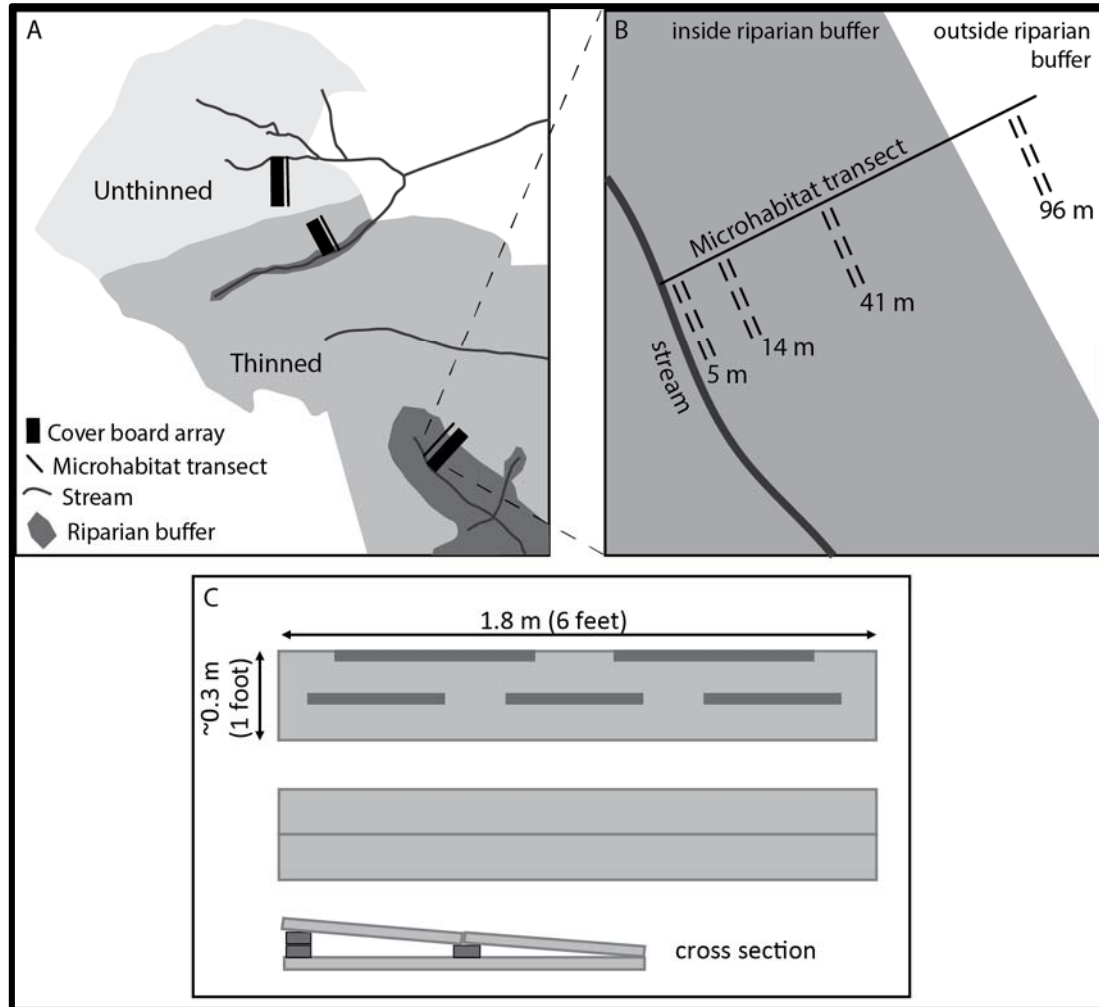 A
Unthinned
Thinned
Cover board array
Microhabitat transect
Stream
Riparian buffer
B
inside riparian buffer
outside riparian
buffer
Microhabitat transect
stream
5 m
14 m
41 m
96 m
C
1.8 m (6 feet)
~0.3 m
(1 foot)
cross section